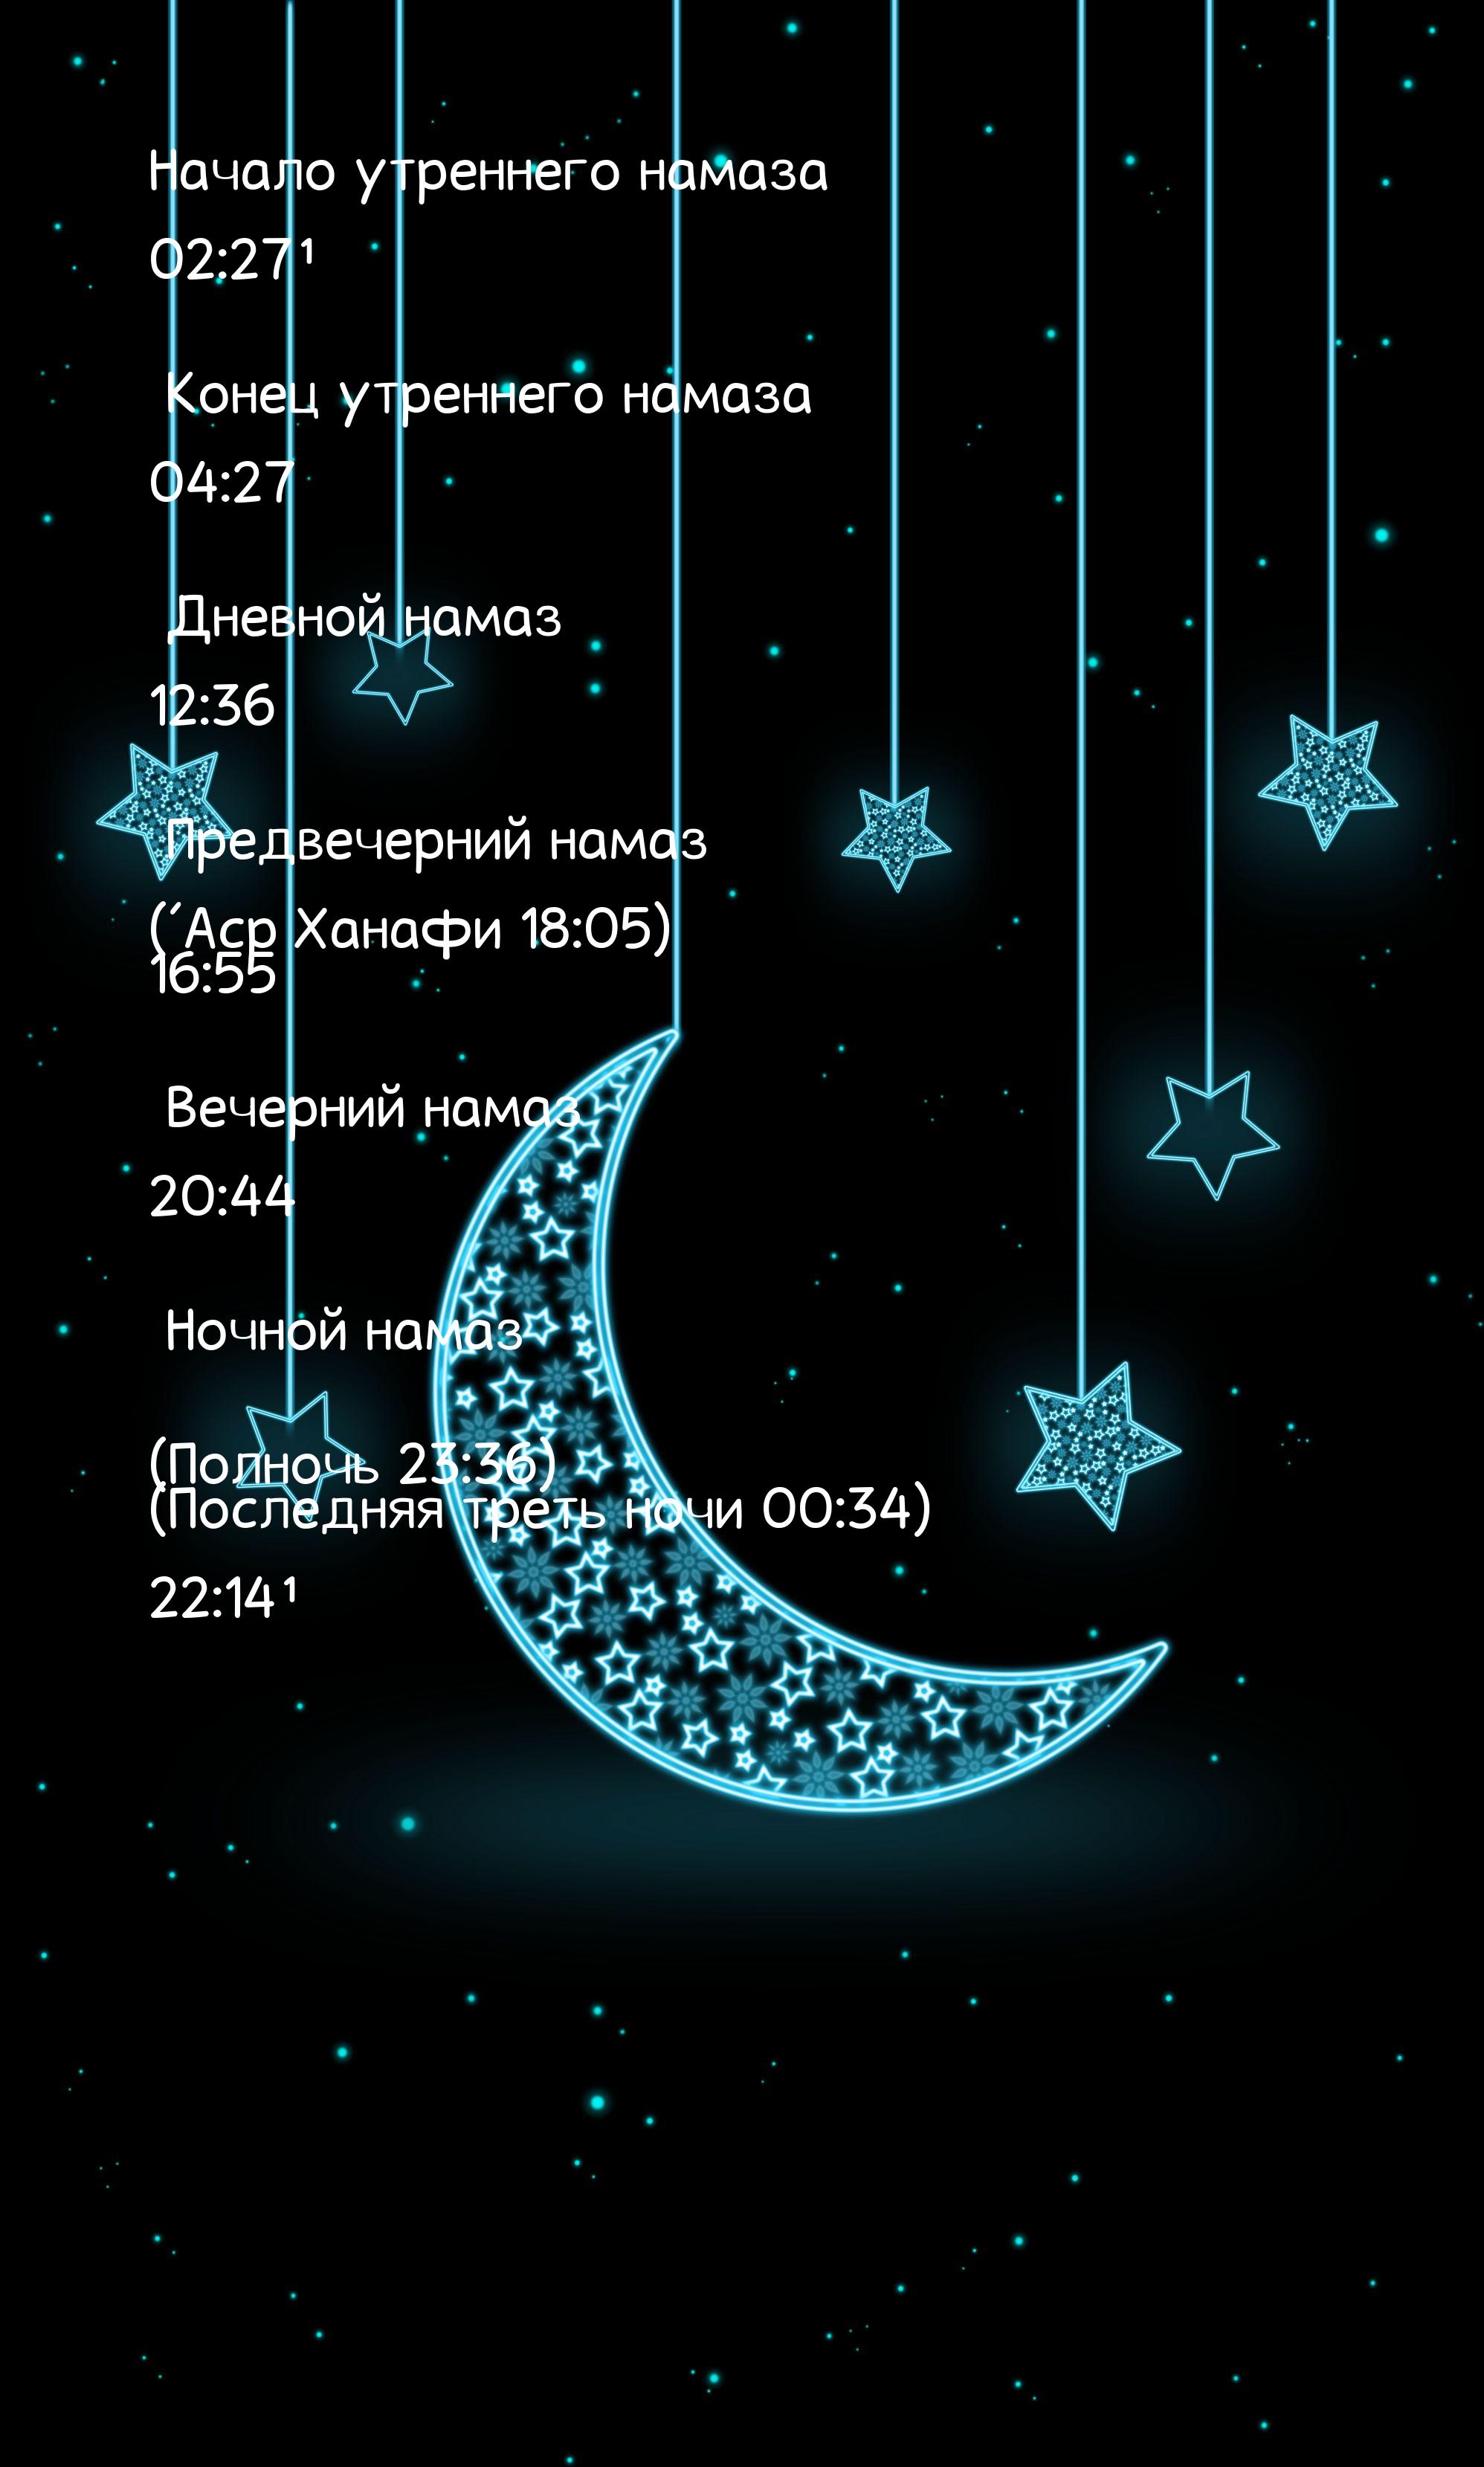 Начало утреннего намаза
02:27¹
Конец утреннего намаза
04:27
Дневной намаз
12:36
Предвечерний намаз
(´Аср Ханафи 18:05)
16:55
Вечерний намаз
20:44
Ночной намаз
(Полночь 23:36)
(Последняя треть ночи 00:34)
22:14¹